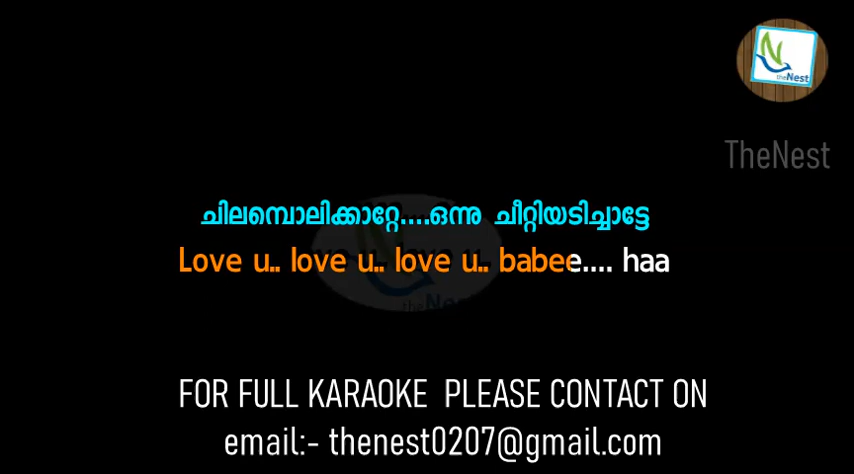 theNest
TheNest
ചിലമ്പൊലിക്കാറ്റേ....ഒന്നു ചീറ്റിയടിച്ചാട്ടേ
Love u.. love u.. love u.. babee.... haa
theNest
FOR FULL KARAOKE PLEASE CONTACT ON
email:- thenest0207@gmail.com